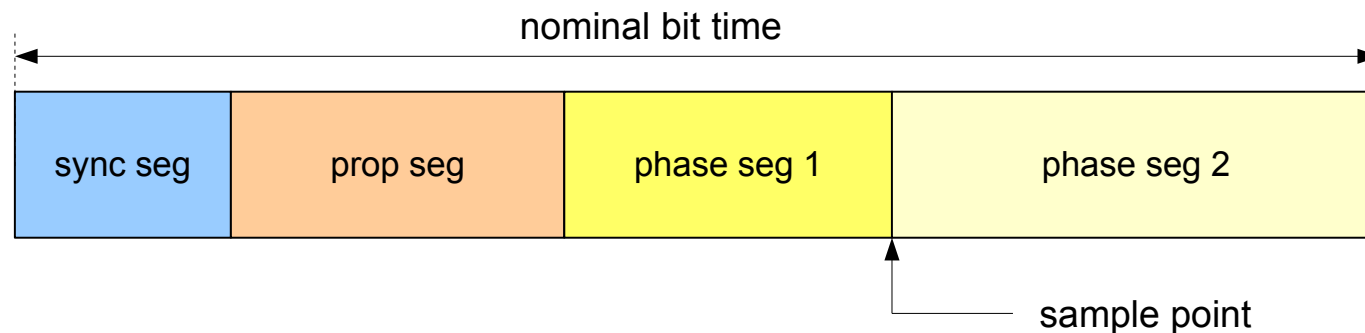 nominal bit time
sync seg prop seg phase seg 1 phase seg 2
sample point